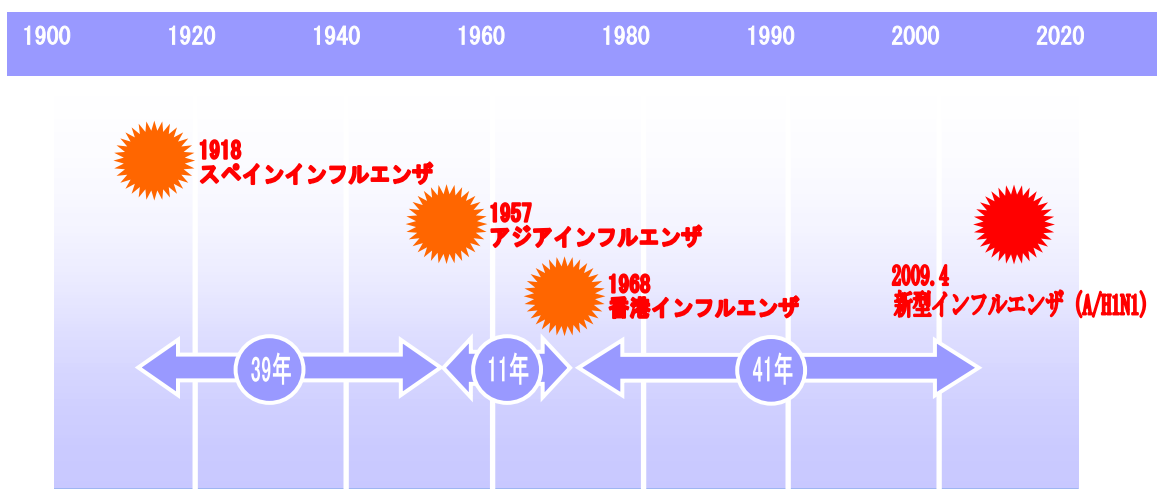 1900 1920 1940 1960 1980 1990 2000 2020
1918
スペインインフルエンザ
1957
アジアインフルエンザ
1968
香港インフルエンザ
2009.4
新型インフルエンザ (A/H1N1)
39年 11年 41年